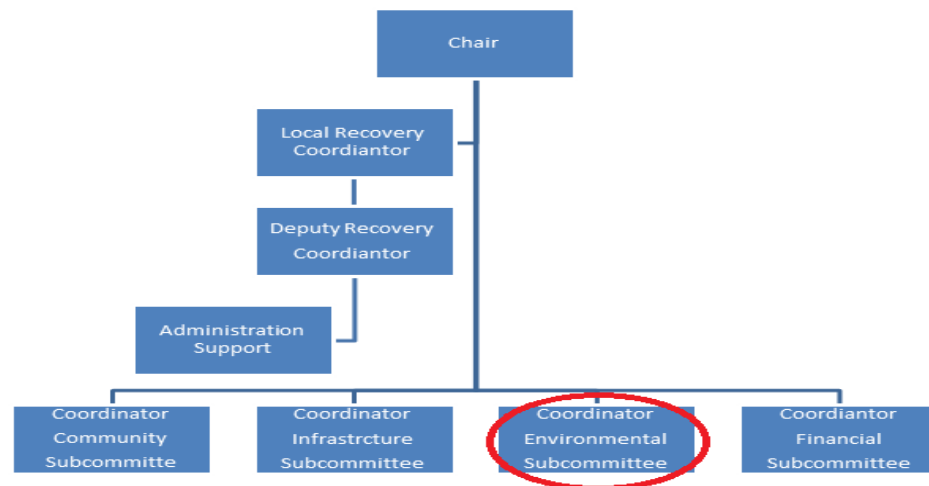 Chair
Local Recovery
Coordiantor
Deputy Recovery
Coordiantor
Administration
Support
Coordinator
Community
Subcommitte
Coordinator
Infrastrcture
Subcommittee
Coordinator
Environmental
Subcommittee
Coordiantor
Financial
Subcommittee